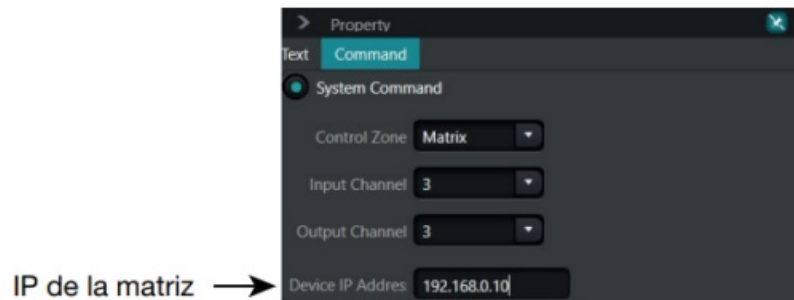 > Property
Text Command
System Command
Control Zone Matrix
Input Channel 3
Output Channel 3
IP de la matriz → Device IP Addres 192.168.0.10